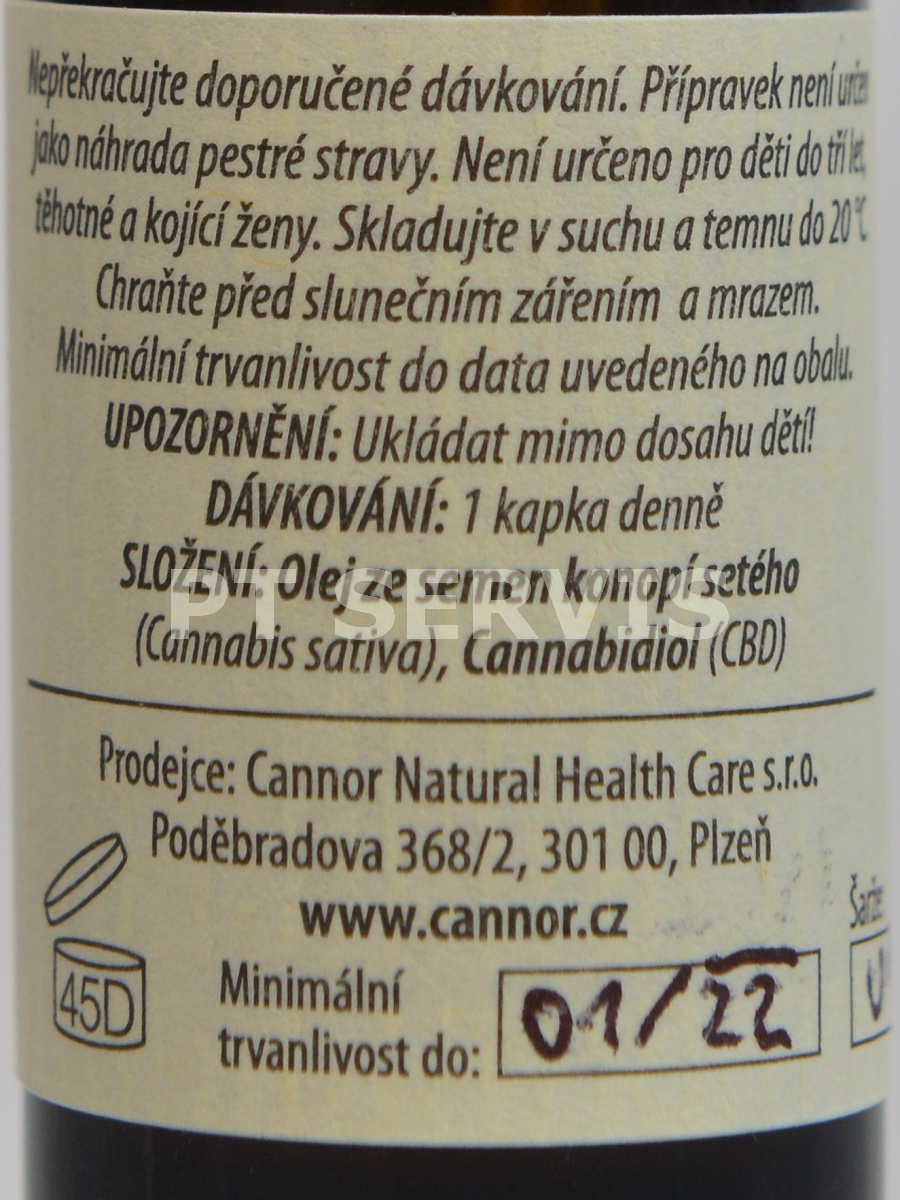 Nepřekračujte doporučené dávkování. Přípravek není určen
jako náhrada pestré stravy. Není určeno pro děti do tří let,
těhotné a kojící ženy. Skladujte v suchu a temnu do 20 °C
Chraňte před slunečním zářením a mrazem.
Minimální trvanlivost do data uvedeného na obalu.
UPOZORNĚNÍ: Ukládat mimo dosahu dětí!
DÁVKOVÁNÍ: 1 kapka denně
SLOŽENÍ: Olej ze semen konopí setého
PT SERVIS
(Cannabis sativa), Cannabidiol (CBD)
Prodejce: Cannor Natural Health Care s.r.o.
Poděbradova 368/2, 301 00, Plzeň
www.cannor.cz
Šarže
45D
Minimální
trvanlivost do: 01/22